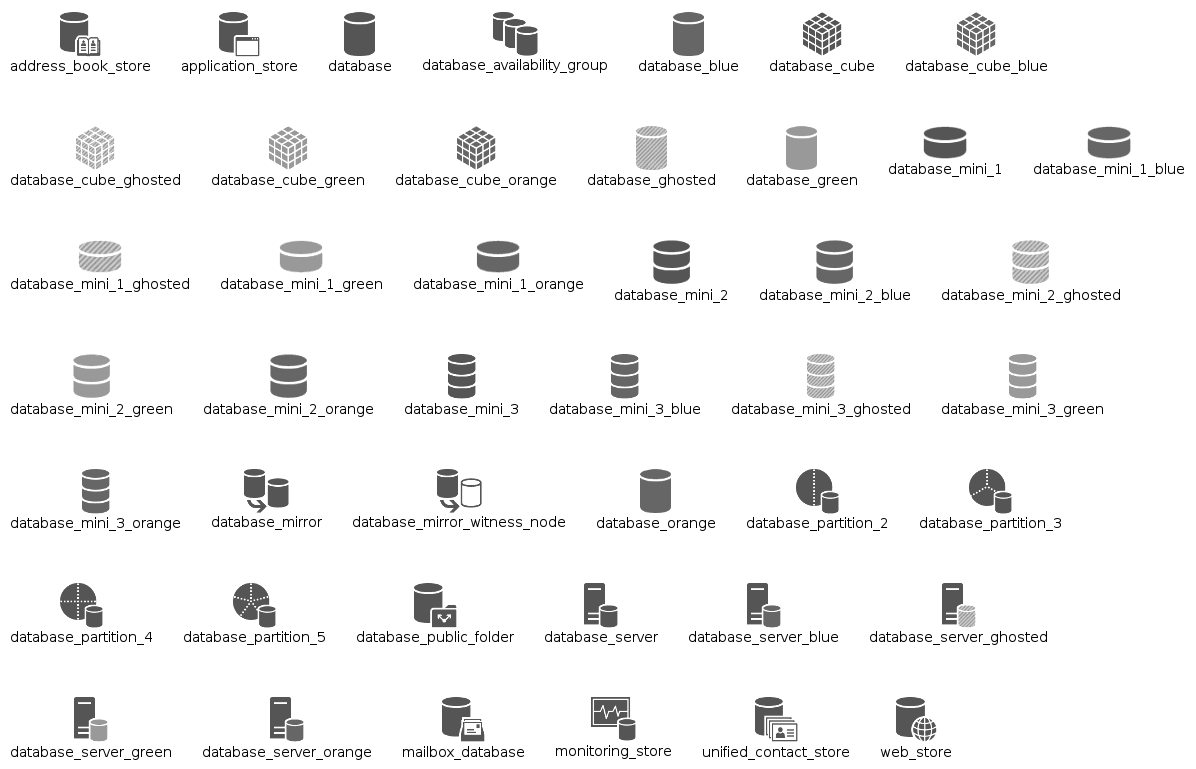 address_book_store application_store database database_availability_group database_blue database_cube database_cube_blue
database_cube_ghosted database_cube_green database_cube_orange database_ghosted database_green database_mini_1 database_mini_1_blue
database_mini_1_ghosted database_mini_1_green database_mini_1_orange database_mini_2 database_mini_2_blue database_mini_2_ghosted
database_mini_2_green database_mini_2_orange database_mini_3 database_mini_3_blue database_mini_3_ghosted database_mini_3_green
database_mini_3_orange database_mirror database_mirror_witness_node database_orange database_partition_2 database_partition_3
database_partition_4 database_partition_5 database_public_folder database_server database_server_blue database_server_ghosted
database_server_green database_server_orange mailbox_database monitoring_store unified_contact_store web_store